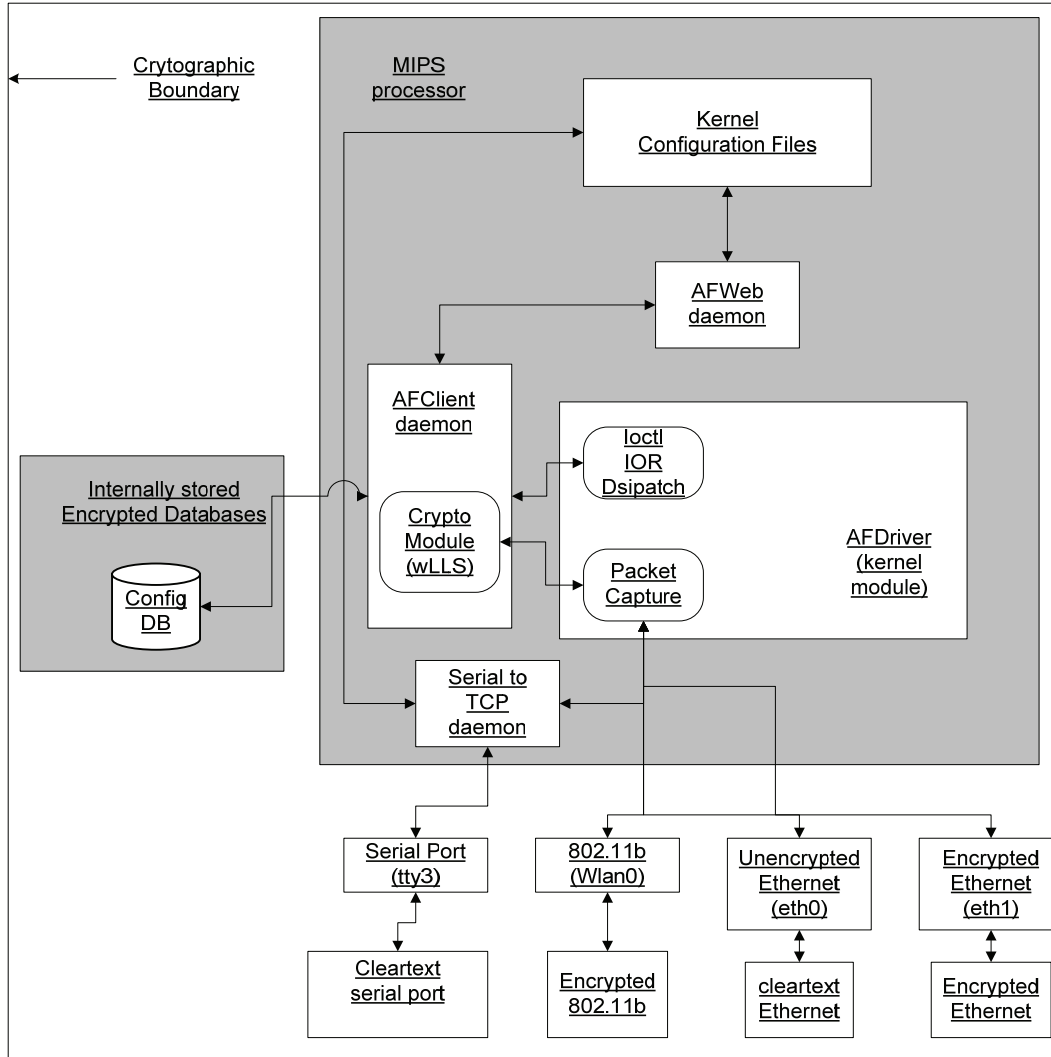 Crytographic
Boundary
MIPS
processor
Kernel
Configuration Files
AFWeb
daemon
AFClient
daemon
Ioctl
IOR
Dsipatch
Internally stored
Encrypted Databases
Crypto
Module
(wLLS)
AFDriver
(kernel
module)
Packet
Capture
Config
DB
Serial to
TCP
daemon
Serial Port
(tty3)
802.11b
(Wlan0)
Unencrypted
Ethernet
(eth0)
Encrypted
Ethernet
(eth1)
Cleartext
serial port
Encrypted
802.11b
cleartext
Ethernet
Encrypted
Ethernet